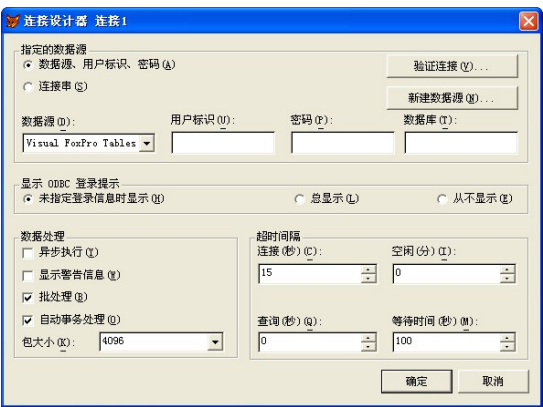 连接设计器 连接1
指定的数据源
数据源、用户标识、密码(A)
验证连接(V)...
连接串(S)
新建数据源(N)...
数据源(D): 用户标识(U): 密码(P): 数据库(T):
Visual FoxPro Tables
显示 ODBC 登录提示
未指定登录信息时显示(H) 总显示(L) 从不显示(E)
数据处理 超时间隔
异步执行(Y) 连接(秒)(C): 空闲(分)(I):
显示警告信息(W) 15 0
批处理(B)
自动事务处理(O) 查询(秒)(Q): 等待时间(秒)(M):
包大小(K): 4096 0 100
确定 取消